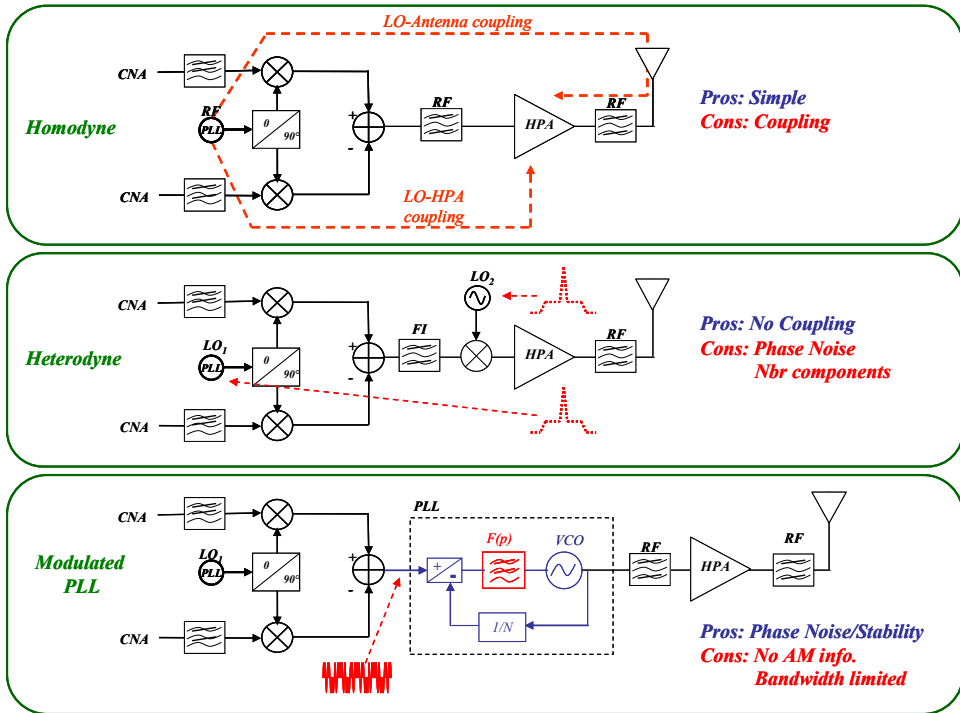 LO-Antenna coupling
CNA
RF
PLL
0
90°
Homodyne
CNA
+
-
RF
HPA
RF
LO-HPA
coupling
Pros: Simple
Cons: Coupling
CNA
LO1
PLL
0
90°
Heterodyne
CNA
+
-
FI
LO2
HPA
RF
Pros: No Coupling
Cons: Phase Noise
Nbr components
CNA
LO1
PLL
0
90°
Modulated
PLL
CNA
+
-
PLL
F(p)
VCO
+
-
1/N
RF
HPA
RF
Pros: Phase Noise/Stability
Cons: No AM info.
Bandwidth limited